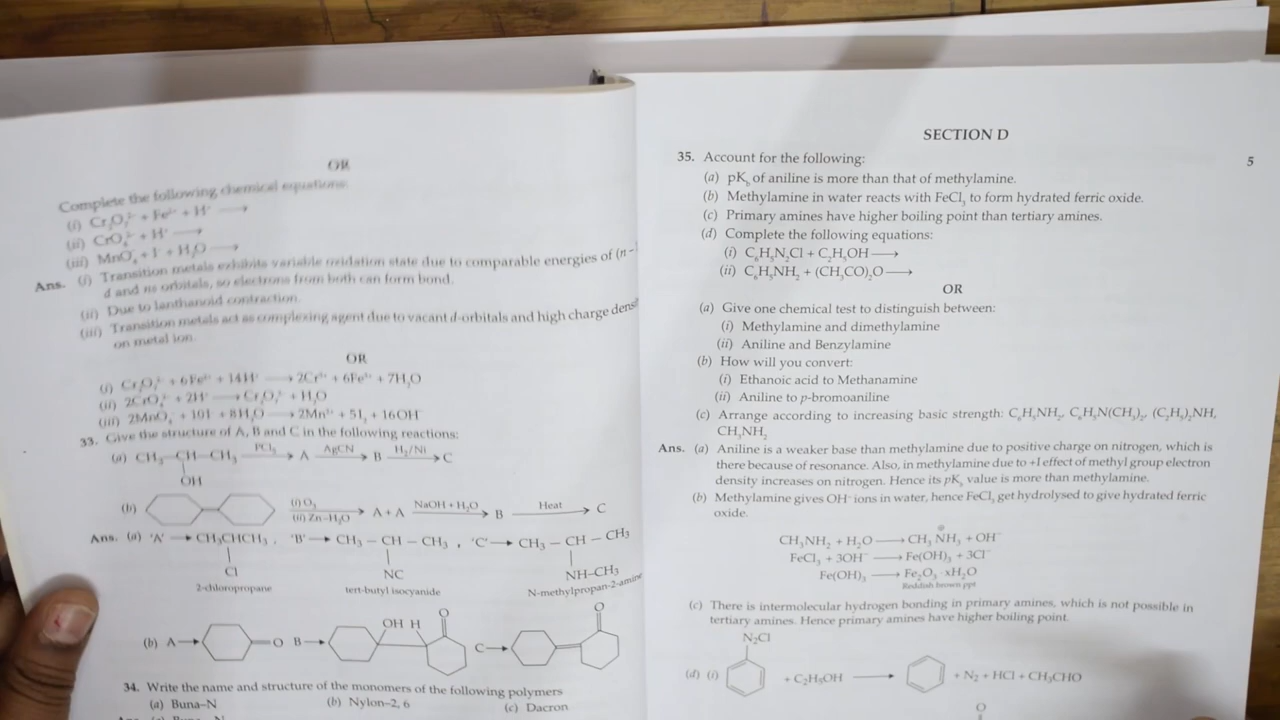 OR
Complete the following chemical equations:
(i) Cr₂O₇²⁻ + Fe²⁺ + H⁺ ⟶
(ii) CrO₄²⁻ + H⁺ ⟶
(iii) MnO₄⁻ + I⁻ + H₂O ⟶
Ans. (i) Transition metals exhibits variable oxidation state due to comparable energies of (n –
d and ns orbitals, so electrons from both can form bond.
(ii) Due to lanthanoid contraction.
(iii) Transition metals act as complexing agent due to vacant d-orbitals and high charge
on metal ion.
OR
(i) Cr₂O₇²⁻ + 6Fe²⁺ + 14H⁺ ⟶ 2Cr³⁺ + 6Fe³⁺ + 7H₂O
(ii) 2CrO₄²⁻ + 2H⁺ ⟶ Cr₂O₇²⁻ + H₂O
(iii) 2MnO₄⁻ + 10I⁻ + 8H₂O ⟶ 2Mn²⁺ + 5I₂ + 16OH⁻
33. Give the structure of A, B and C in the following reactions:
(a) CH₃–CH–CH₃ PCl₅ ⟶ A AgCN ⟶ B H₂/Ni ⟶ C
OH
(b) (i) O₃ (ii) Zn–H₂O ⟶ A + A NaOH + H₂O ⟶ B Heat ⟶ C
Ans. (a) 'A' ⟶ CH₃CHCH₃ , 'B' ⟶ CH₃ – CH – CH₃ , 'C' ⟶ CH₃ – CH – CH₃
Cl NC NH–CH₃
2-chloropropane tert-butyl isocyanide N-methylpropan-2-amine
(b) A→ O B→ OH H O C→ O
34. Write the name and structure of the monomers of the following polymers
(a) Buna–N (b) Nylon–2, 6 (c) Dacron
SECTION D
35. Account for the following: 5
(a) pK_b of aniline is more than that of methylamine.
(b) Methylamine in water reacts with FeCl₃ to form hydrated ferric oxide.
(c) Primary amines have higher boiling point than tertiary amines.
(d) Complete the following equations:
(i) C₆H₅N₂Cl + C₂H₅OH ⟶
(ii) C₆H₅NH₂ + (CH₃CO)₂O ⟶
OR
(a) Give one chemical test to distinguish between:
(i) Methylamine and dimethylamine
(ii) Aniline and Benzylamine
(b) How will you convert:
(i) Ethanoic acid to Methanamine
(ii) Aniline to p-bromoaniline
(c) Arrange according to increasing basic strength: C₆H₅NH₂, C₆H₅N(CH₃)₂, (C₂H₅)₂NH,
CH₃NH₂
Ans. (a) Aniline is a weaker base than methylamine due to positive charge on nitrogen, which is
there because of resonance. Also, in methylamine due to +I effect of methyl group electron
density increases on nitrogen. Hence its pK_b value is more than methylamine.
(b) Methylamine gives OH⁻ ions in water, hence FeCl₃ get hydrolysed to give hydrated ferric
oxide.
CH₃NH₂ + H₂O ⟶ CH₃ N⊕H₃ + OH⁻
FeCl₃ + 3OH⁻ ⟶ Fe(OH)₃ + 3Cl⁻
Fe(OH)₃ ⟶ Fe₂O₃ · xH₂O
Reddish brown ppt
(c) There is intermolecular hydrogen bonding in primary amines, which is not possible in
tertiary amines. Hence primary amines have higher boiling point.
N₂Cl
(d) (i) + C₂H₅OH ⟶ + N₂ + HCl + CH₃CHO
O